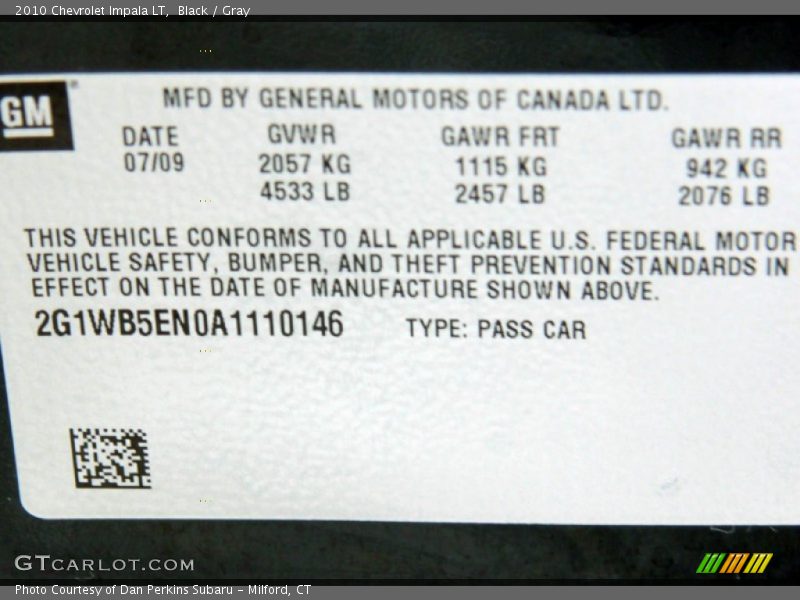 2010 Chevrolet Impala LT, Black / Gray
GM
MFD BY GENERAL MOTORS OF CANADA LTD.
DATE GVWR GAWR FRT GAWR RR
07/09 2057 KG 1115 KG 942 KG
4533 LB 2457 LB 2076 LB
THIS VEHICLE CONFORMS TO ALL APPLICABLE U.S. FEDERAL MOTOR
VEHICLE SAFETY, BUMPER, AND THEFT PREVENTION STANDARDS IN
EFFECT ON THE DATE OF MANUFACTURE SHOWN ABOVE.
2G1WB5EN0A1110146 TYPE: PASS CAR
GTCARLOT.COM
Photo Courtesy of Dan Perkins Subaru - Milford, CT